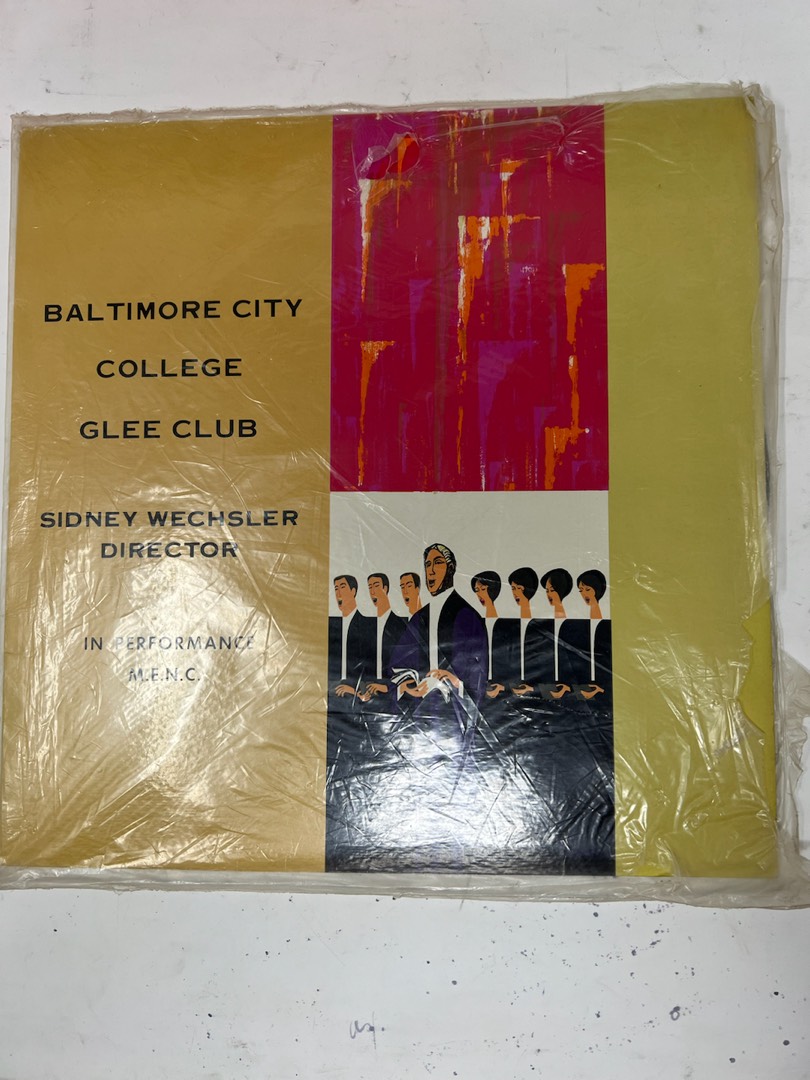 BALTIMORE CITY
COLLEGE
GLEE CLUB
SIDNEY WECHSLER
DIRECTOR
IN PERFORMANCE
M.E.N.C.